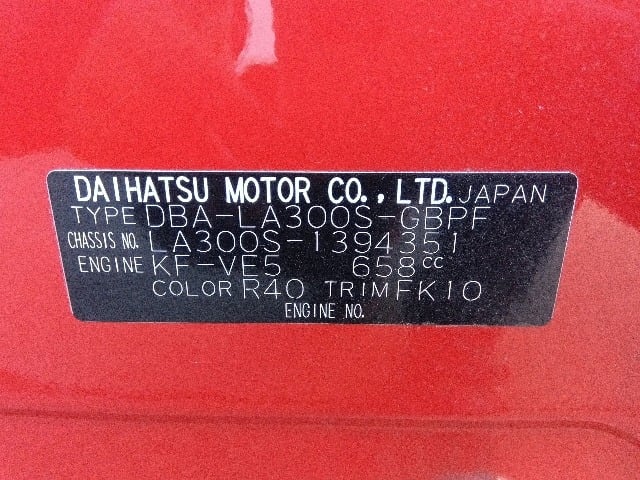 DAIHATSU MOTOR CO., LTD. JAPAN
TYPE DBA-LA300S-GBPF
CHASSIS NO. LA300S-1394351
ENGINE KF-VE5 658cc
COLOR R40 TRIM FK10
ENGINE NO.